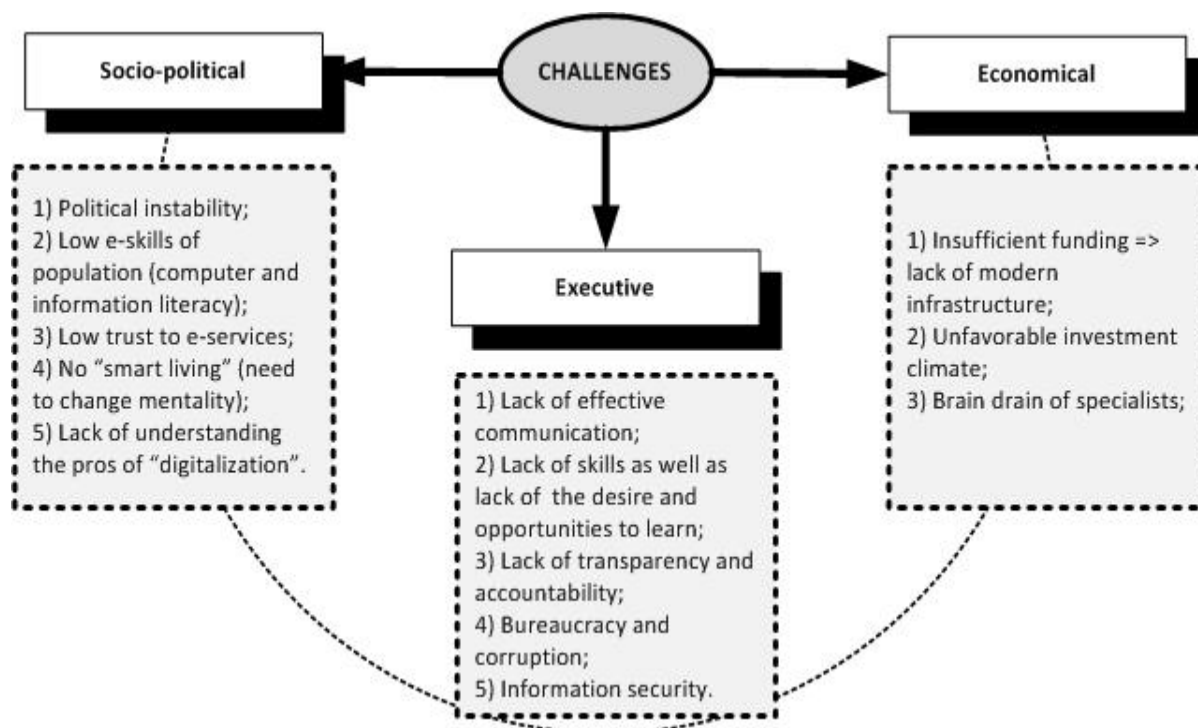 CHALLENGES
Socio-political
1) Political instability;
2) Low e-skills of
population (computer and
information literacy);
3) Low trust to e-services;
4) No “smart living” (need
to change mentality);
5) Lack of understanding
the pros of “digitalization”.
Executive
1) Lack of effective
communication;
2) Lack of skills as well as
lack of the desire and
opportunities to learn;
3) Lack of transparency and
accountability;
4) Bureaucracy and
corruption;
5) Information security.
Economical
1) Insufficient funding =>
lack of modern
infrastructure;
2) Unfavorable investment
climate;
3) Brain drain of specialists;